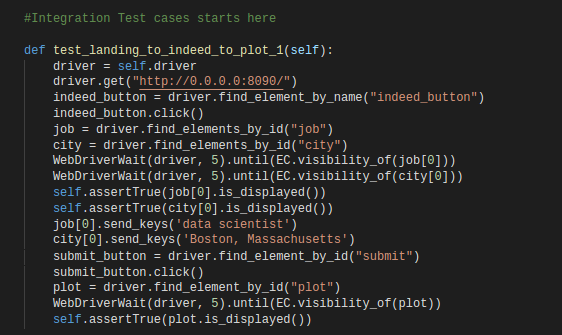 #Integration Test cases starts here
def test_landing_to_indeed_to_plot_1(self):
driver = self.driver
driver.get("http://0.0.0.0:8090/")
indeed_button = driver.find_element_by_name("indeed_button")
indeed_button.click()
job = driver.find_elements_by_id("job")
city = driver.find_elements_by_id("city")
WebDriverWait(driver, 5).until(EC.visibility_of(job[0]))
WebDriverWait(driver, 5).until(EC.visibility_of(city[0]))
self.assertTrue(job[0].is_displayed())
self.assertTrue(city[0].is_displayed())
job[0].send_keys('data scientist')
city[0].send_keys('Boston, Massachusetts')
submit_button = driver.find_element_by_id("submit")
submit_button.click()
plot = driver.find_element_by_id("plot")
WebDriverWait(driver, 5).until(EC.visibility_of(plot))
self.assertTrue(plot.is_displayed())